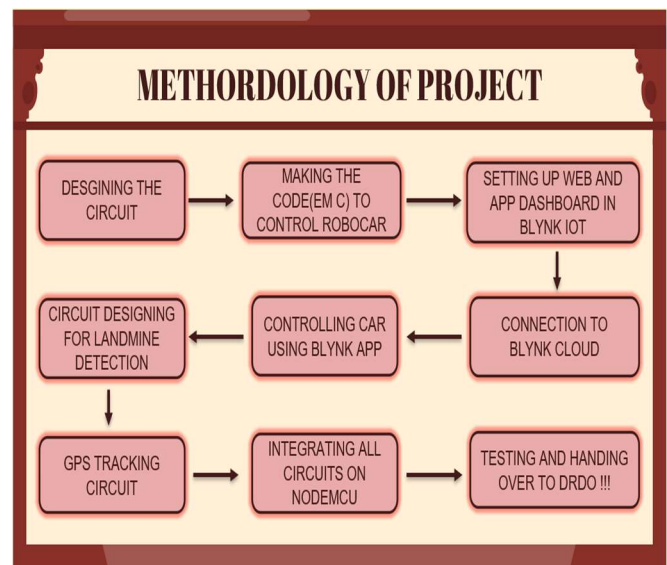 METHORDOLOGY OF PROJECT
DESGINING THE
CIRCUIT
MAKING THE
CODE(EM C) TO
CONTROL ROBOCAR
SETTING UP WEB AND
APP DASHBOARD IN
BLYNK IOT
CONNECTION TO
BLYNK CLOUD
CONTROLLING CAR
USING BLYNK APP
CIRCUIT DESIGNING
FOR LANDMINE
DETECTION
GPS TRACKING
CIRCUIT
INTEGRATING ALL
CIRCUITS ON
NODEMCU
TESTING AND HANDING
OVER TO DRDO !!!